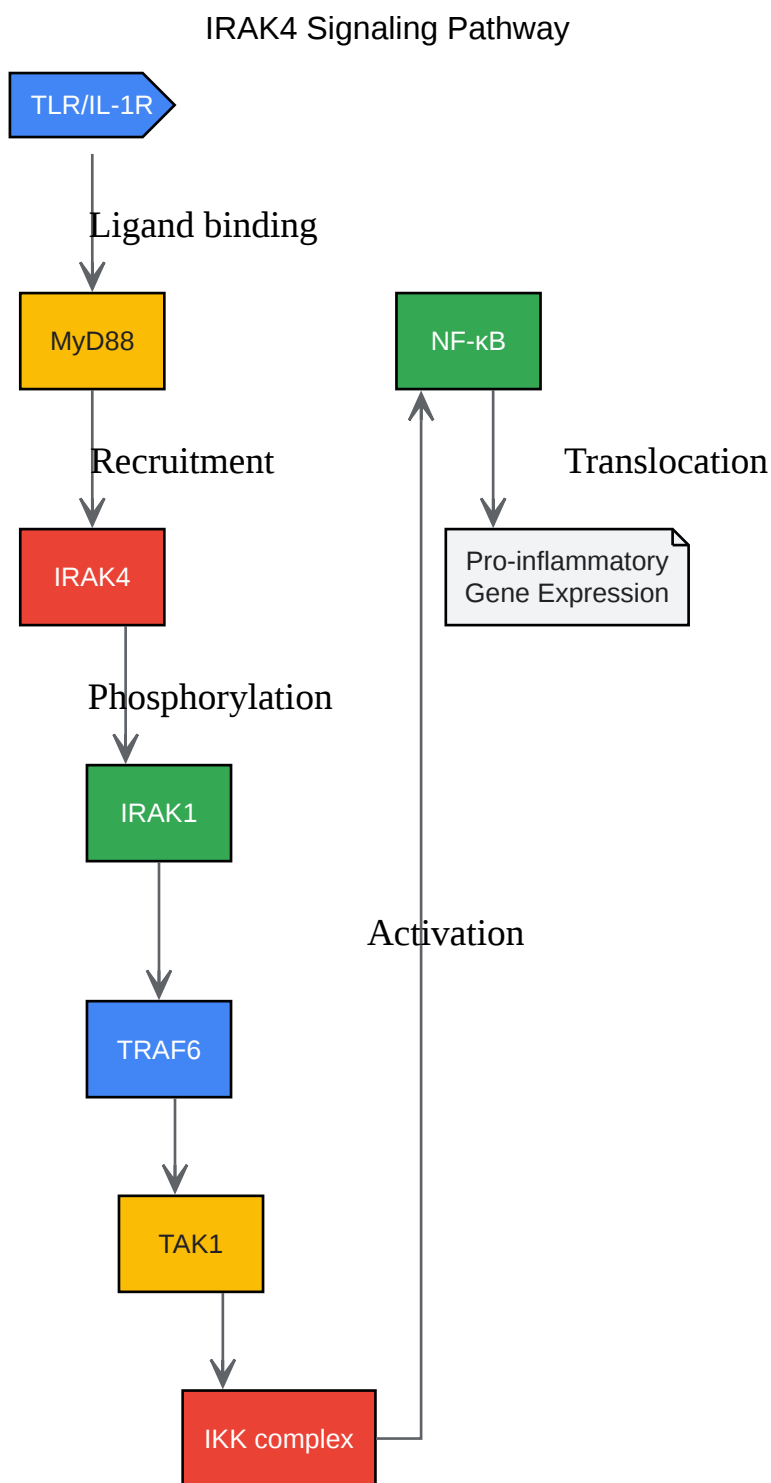 IRAK4 Signaling Pathway
TLR/IL-1R
Ligand binding
MyD88
NF-κB
Recruitment
Translocation
IRAK4
Pro-inflammatory
Gene Expression
Phosphorylation
IRAK1
Activation
TRAF6
TAK1
IKK complex